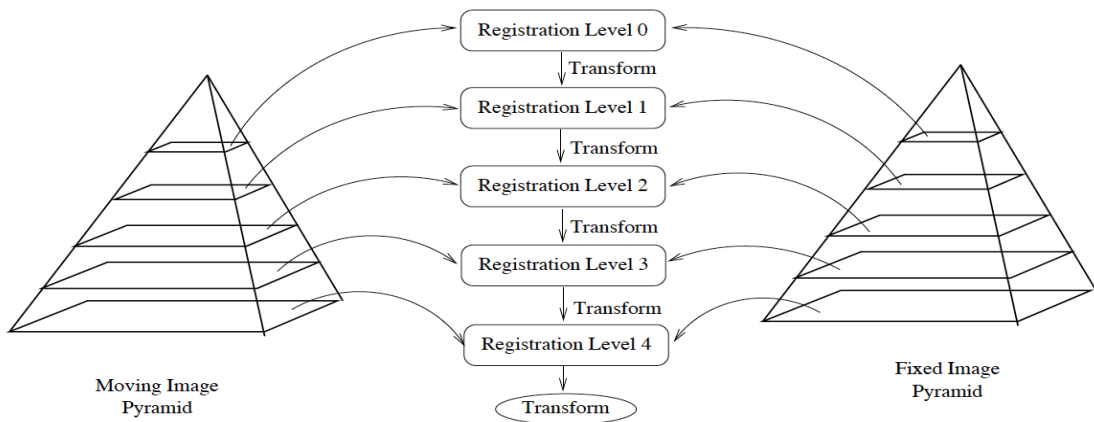 Registration Level 0
Transform
Registration Level 1
Transform
Registration Level 2
Transform
Registration Level 3
Transform
Registration Level 4
Transform
Moving Image
Pyramid
Fixed Image
Pyramid